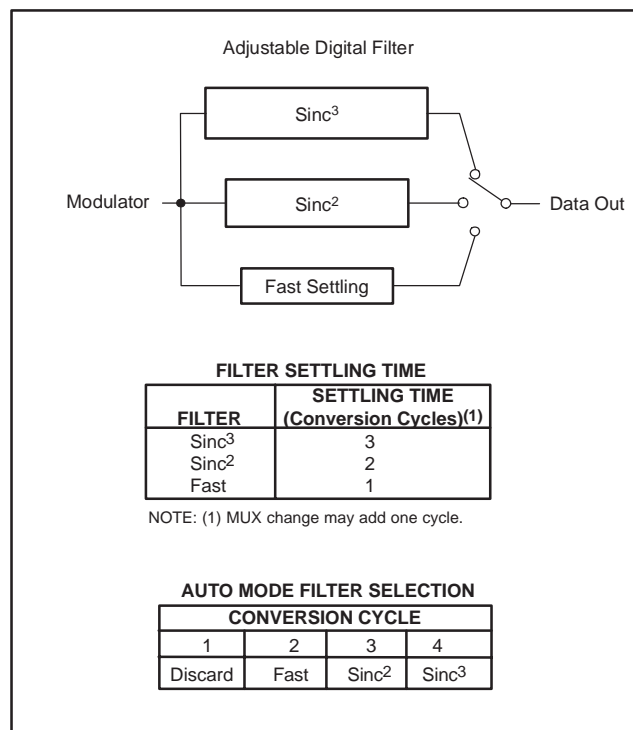 Adjustable Digital Filter
Sinc³
Modulator
Sinc²
Data Out
Fast Settling
FILTER SETTLING TIME
FILTER
SETTLING TIME
(Conversion Cycles)(1)
Sinc³ 3
Sinc² 2
Fast 1
NOTE: (1) MUX change may add one cycle.
AUTO MODE FILTER SELECTION
CONVERSION CYCLE
1 2 3 4
Discard Fast Sinc² Sinc³